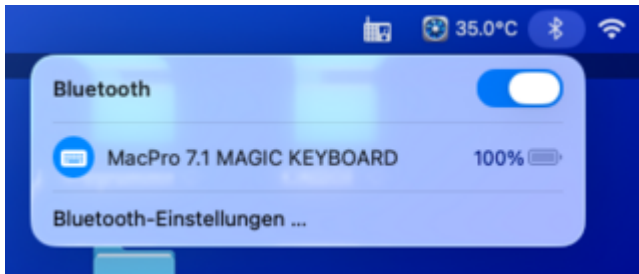 35.0°C
Bluetooth
MacPro 7.1 MAGIC KEYBOARD 100%
Bluetooth-Einstellungen ...